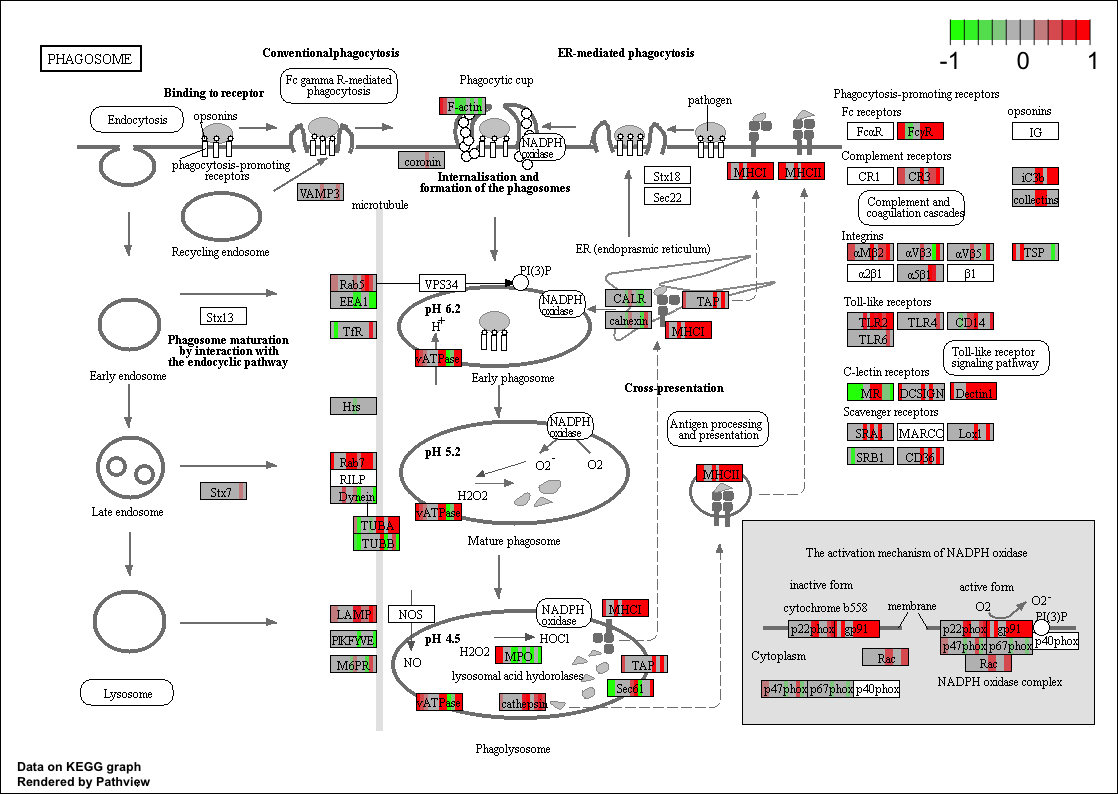 PHAGOSOME
Conventionalphagocytosis
ER-mediated phagocytosis
-1
0
1
Fc gamma R-mediated
phagocytosis
Phagocytic cup
Binding to receptor
Endocytosis
opsonins
F-actin
pathogen
NADPH
oxidase
phagocytosis-promoting
receptors
coronin
Internalisation and
formation of the phagosomes
VAMP3
microtubule
Stx18
Sec22
MHCI
MHCII
Recycling endosome
ER (endoprasmic reticulum)
Phagocytosis-promoting receptors
Fc receptors
opsonins
FcαR
FcγR
IG
Complement receptors
CR1
CR3
iC3b
collectins
Complement and
coagulation cascades
Integrins
αMβ2
αVβ3
αVβ5
TSP
α2β1
α5β1
β1
Toll-like receptors
TLR2
TLR4
CD14
TLR6
Toll-like receptor
signaling pathway
C-lectin receptors
MR
DCSIGN
Dectin1
Scavenger receptors
SRA1
MARCO
Lox1
SRB1
CD36
Rab5
EEA1
VPS34
PI(3)P
TfR
Stx13
Phagosome maturation
by interaction with
the endocyclic pathway
pH 6.2
H+
NADPH
oxidase
CALR
calnexin
TAP
MHCI
vATPase
Early phagosome
Early endosome
Cross-presentation
Hrs
Antigen processing
and presentation
pH 5.2
NADPH
oxidase
O2-
O2
H2O2
vATPase
Mature phagosome
MHCII
Rab7
RILP
Dynein
TUBA
TUBB
Stx7
Late endosome
LAMP
PIKFYVE
M6PR
NOS
NO
pH 4.5
NADPH
oxidase
MHCI
HOCl
H2O2
MPO
lysosomal acid hydorolases
TAP
Sec61
vATPase
cathepsin
Phagolysosome
Lysosome
The activation mechanism of NADPH oxidase
inactive form
active form
cytochrome b558
membrane
O2
O2-
PI(3)P
p22phox
gp91
p22phox
gp91
p40phox
p47phox
p67phox
Cytoplasm
Rac
Rac
p47phox
p67phox
p40phox
NADPH oxidase complex
Data on KEGG graph
Rendered by Pathview